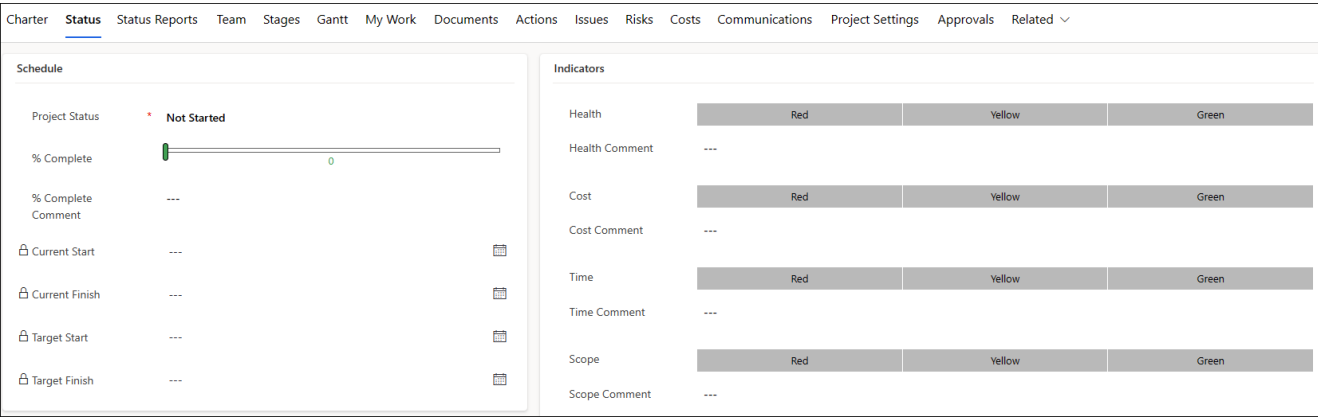 Charter Status Status Reports Team Stages Gantt My Work Documents Actions Issues Risks Costs Communications Project Settings Approvals Related
Schedule
Project Status * Not Started
% Complete
0
% Complete
Comment
---
Current Start ---
Current Finish ---
Target Start ---
Target Finish ---
Indicators
Health Red Yellow Green
Health Comment ---
Cost Red Yellow Green
Cost Comment ---
Time Red Yellow Green
Time Comment ---
Scope Red Yellow Green
Scope Comment ---